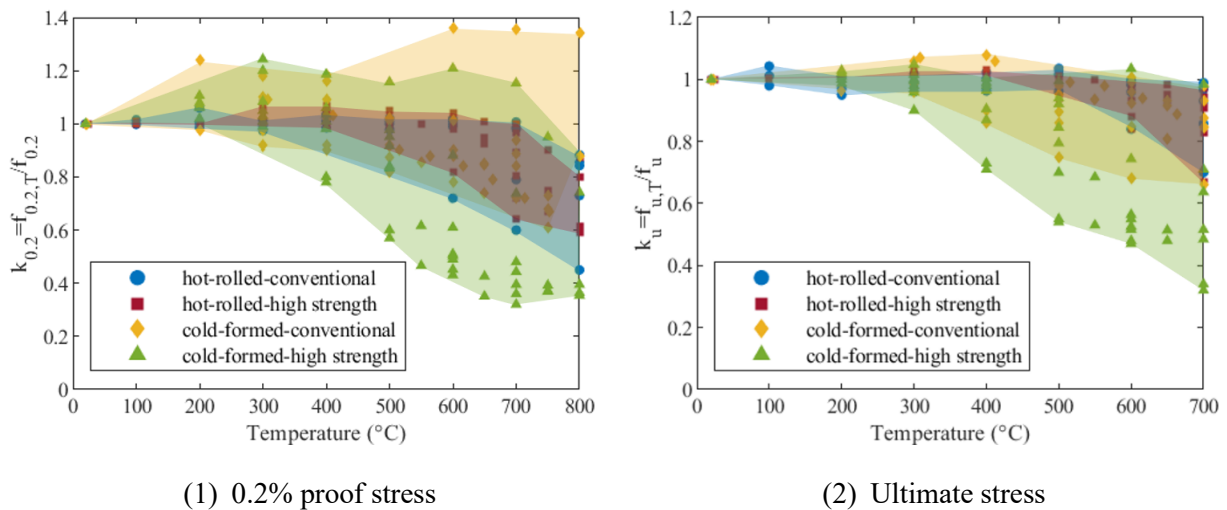 1.4
1.2
1
0.8
0.6
0.4
0.2
0
k0.2=f0.2,T/f0.2
hot-rolled-conventional
hot-rolled-high strength
cold-formed-conventional
cold-formed-high strength
0 100 200 300 400 500 600 700 800
Temperature (°C)
(1) 0.2% proof stress
1.2
1
0.8
0.6
0.4
0.2
0
ku=fu,T/fu
hot-rolled-conventional
hot-rolled-high strength
cold-formed-conventional
cold-formed-high strength
0 100 200 300 400 500 600 700
Temperature (°C)
(2) Ultimate stress